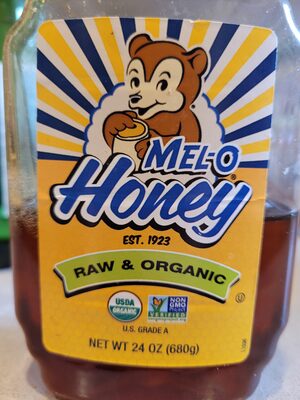 MEL-O
Honey®
EST. 1923
RAW & ORGANIC
USDA
ORGANIC
NON
GMO
Project
VERIFIED
U
U.S. GRADE A
NET WT 24 OZ (680g)